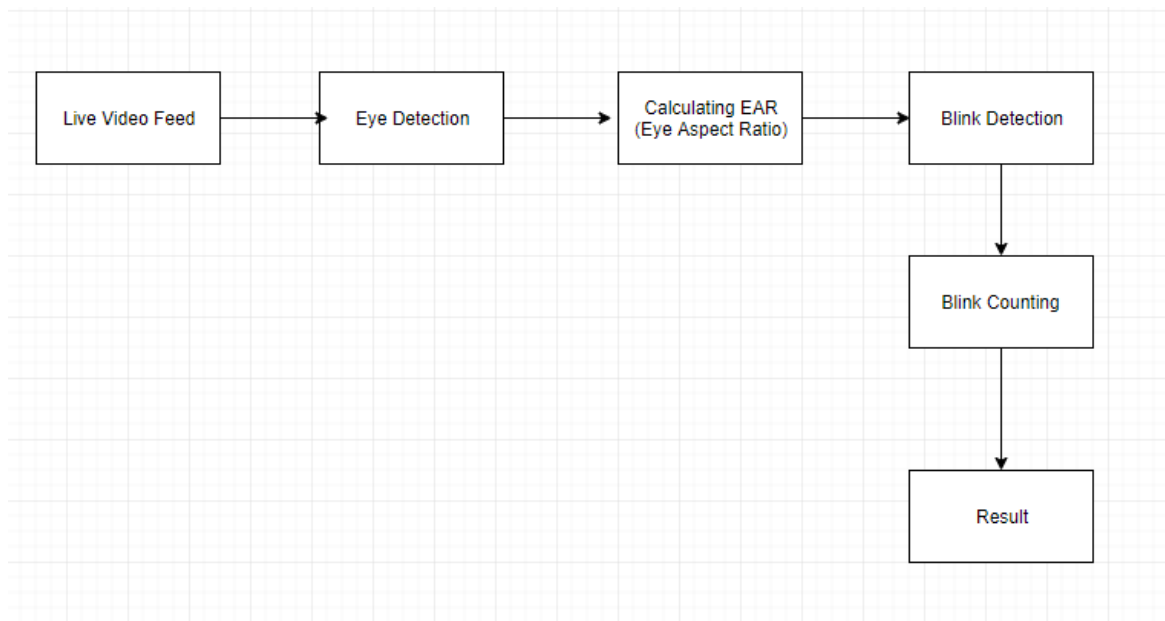 Live Video Feed
Eye Detection
Calculating EAR
(Eye Aspect Ratio)
Blink Detection
Blink Counting
Result